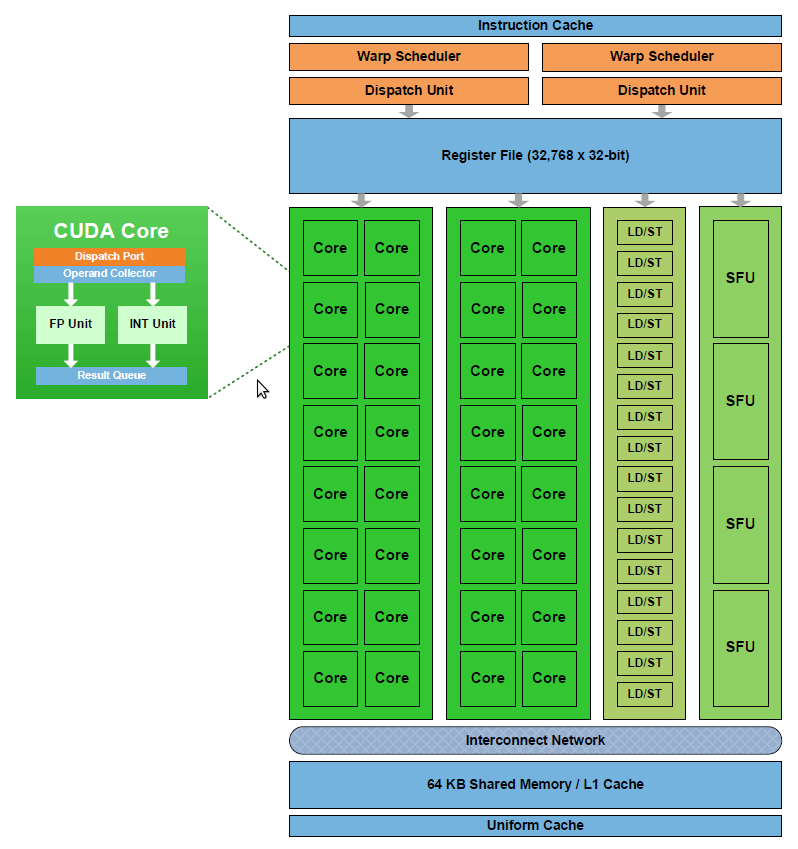 Instruction Cache
Warp Scheduler Warp Scheduler
Dispatch Unit Dispatch Unit
Register File (32,768 x 32-bit)
CUDA Core
Dispatch Port
Operand Collector
FP Unit INT Unit
Result Queue
Core Core Core Core LD/ST SFU
LD/ST
Core Core Core Core LD/ST
LD/ST
Core Core Core Core LD/ST SFU
LD/ST
Core Core Core Core LD/ST
LD/ST
Core Core Core Core LD/ST SFU
LD/ST
Core Core Core Core LD/ST
LD/ST
Core Core Core Core LD/ST SFU
LD/ST
Core Core Core Core LD/ST
LD/ST
Interconnect Network
64 KB Shared Memory / L1 Cache
Uniform Cache